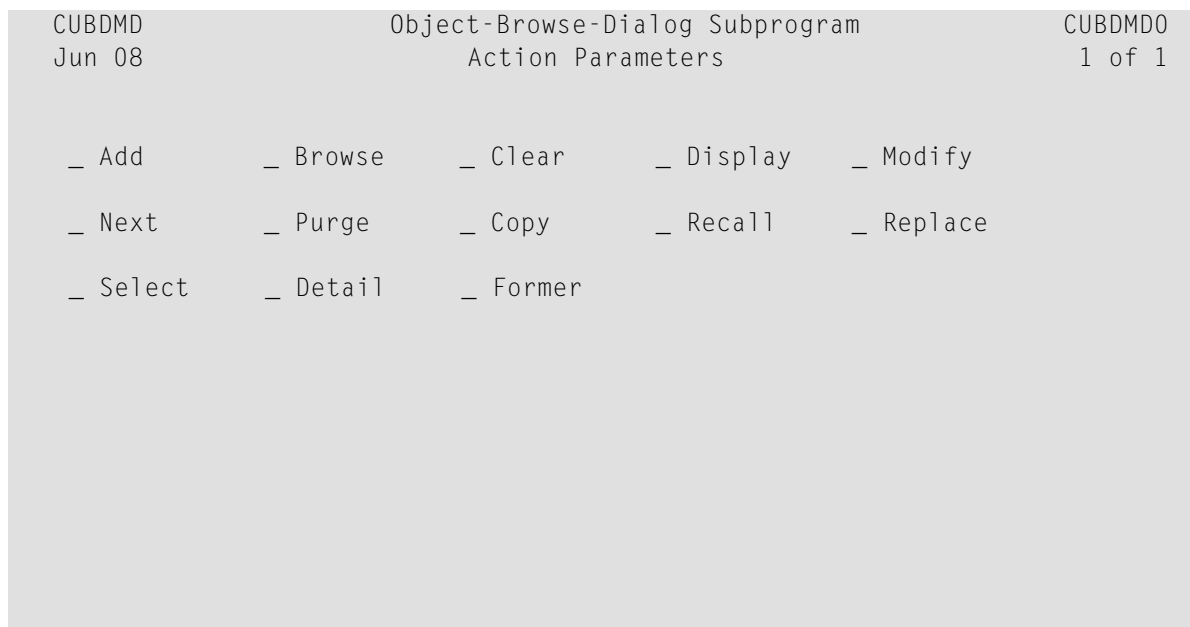 CUBDMD Object-Browse-Dialog Subprogram CUBDMD0
Jun 08 Action Parameters 1 of 1
_ Add _ Browse _ Clear _ Display _ Modify
_ Next _ Purge _ Copy _ Recall _ Replace
_ Select _ Detail _ Former